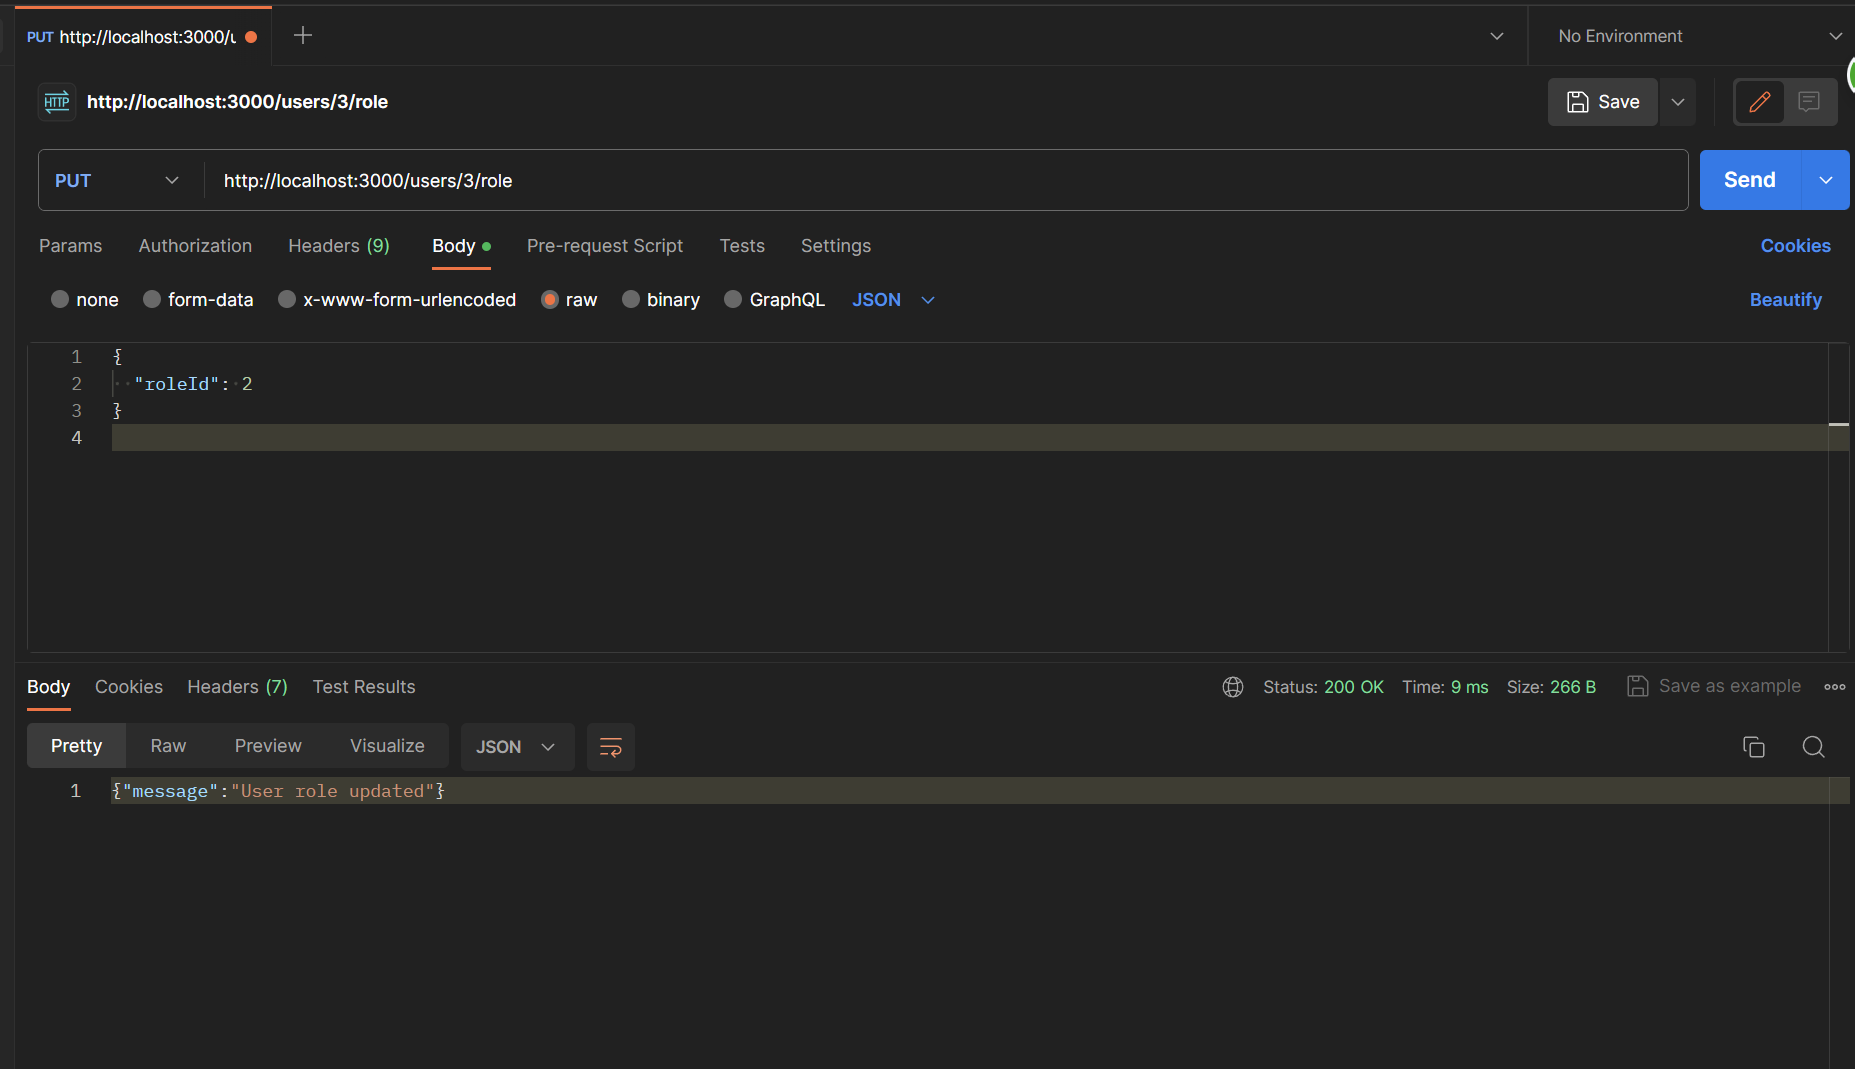 PUT http://localhost:3000/u
No Environment
HTTP http://localhost:3000/users/3/role
Save
PUT http://localhost:3000/users/3/role
Send
Params Authorization Headers (9) Body Pre-request Script Tests Settings Cookies
none form-data x-www-form-urlencoded raw binary GraphQL JSON Beautify
1 {
2 "roleId": 2
3 }
4
Body Cookies Headers (7) Test Results Status: 200 OK Time: 9 ms Size: 266 B Save as example
Pretty Raw Preview Visualize JSON
1 {"message":"User role updated"}